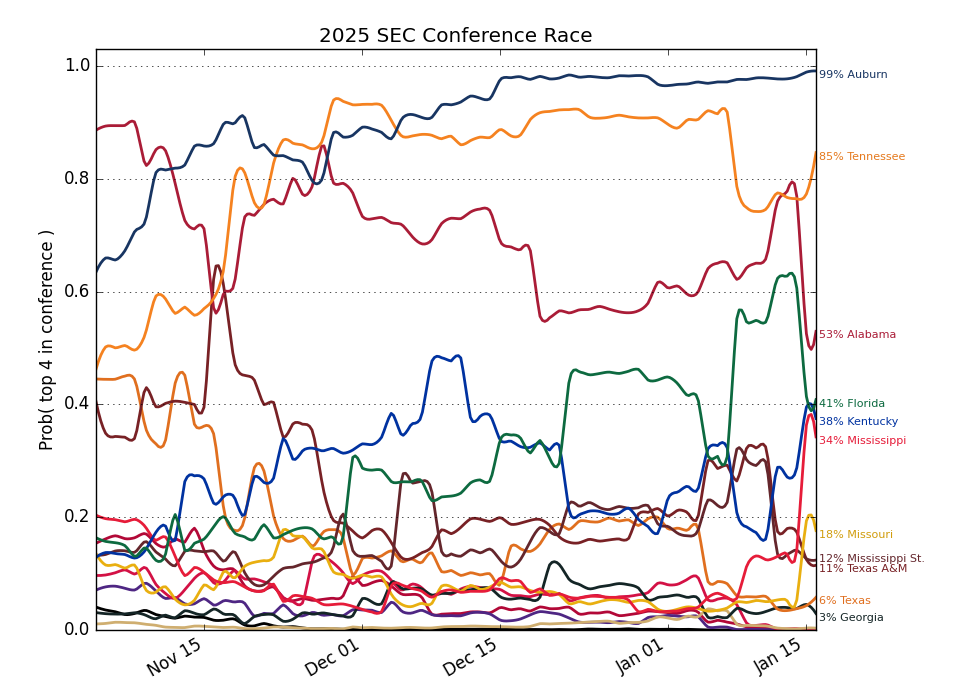 2025 SEC Conference Race
Prob( top 4 in conference )
1.0
0.8
0.6
0.4
0.2
0.0
Nov 15
Dec 01
Dec 15
Jan 01
Jan 15
99% Auburn
85% Tennessee
53% Alabama
41% Florida
38% Kentucky
34% Mississippi
18% Missouri
12% Mississippi St.
11% Texas A&M
6% Texas
3% Georgia